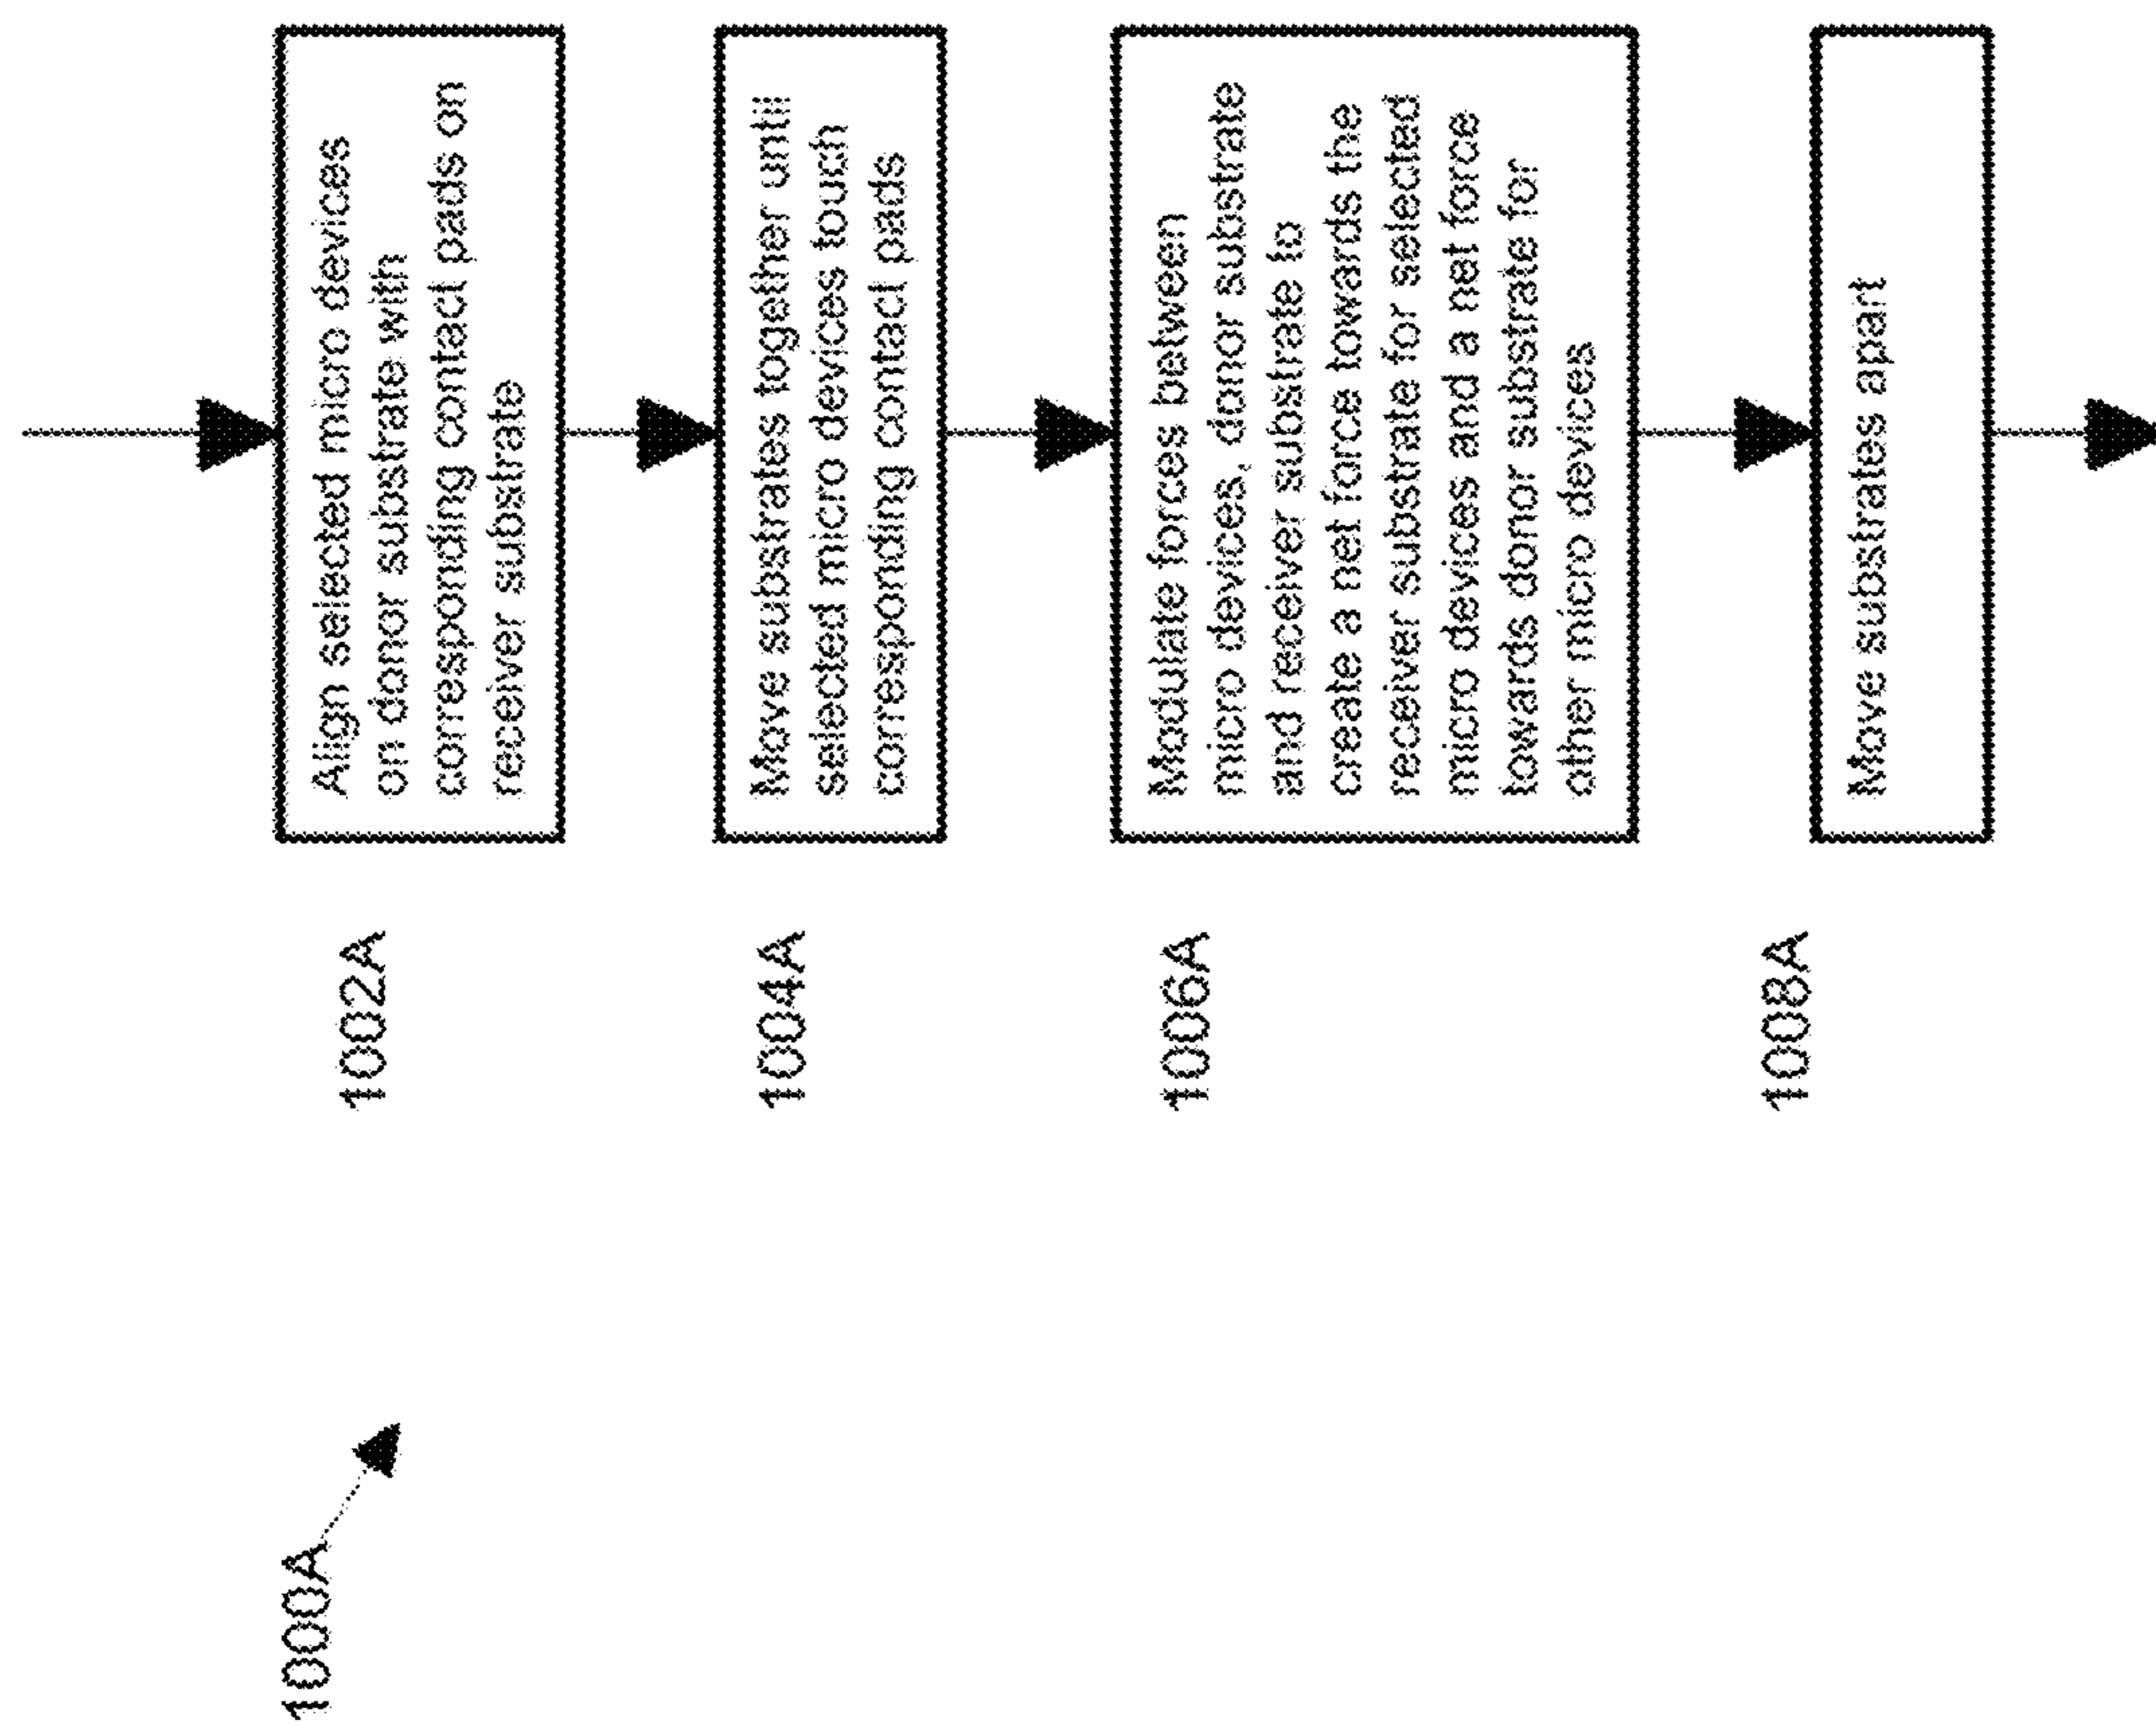 1000A
1002A
Align selected micro devices
on donor substrate with
corresponding contact pads on
receiver substrate
1004A
Move substrates together until
selected micro devices touch
corresponding contact pads
1006A
Modulate forces between
micro devices, donor substrate
and receiver substrate to
create a net force towards the
receiver substrate for selected
micro devices and a net force
towards donor substrate for
other micro devices
1008A
Move substrates apart